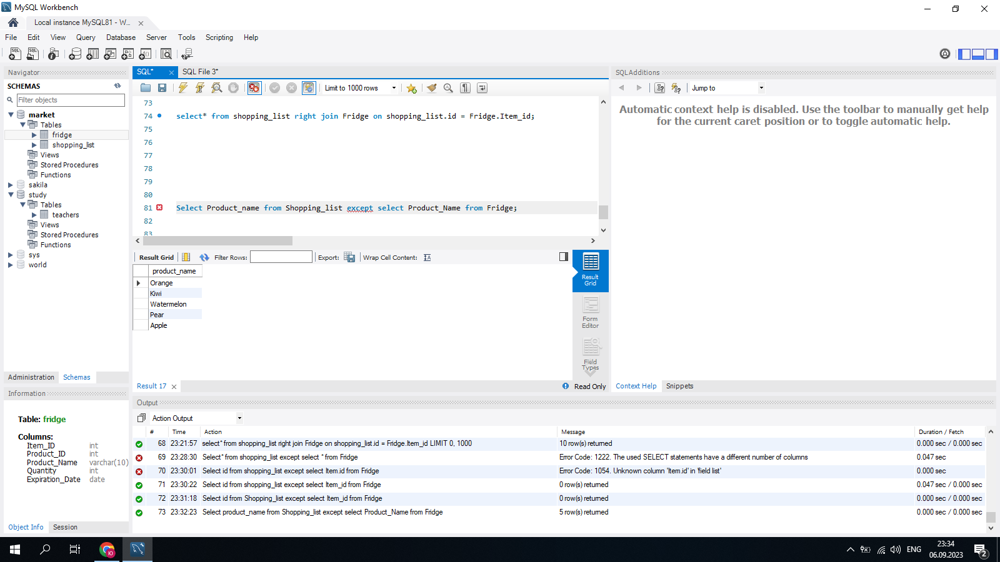 MySQL Workbench
Local instance MySQL81 - W...
File Edit View Query Database Server Tools Scripting Help
Navigator
SCHEMAS
Filter objects
market
Tables
fridge
shopping_list
Views
Stored Procedures
Functions
sakila
study
Tables
teachers
Views
Stored Procedures
Functions
sys
world
Administration Schemas
Information
Table: fridge
Columns:
Item_ID int
Product_ID int
Product_Name varchar(10)
Quantity int
Expiration_Date date
Object Info Session
SQL* SQL File 3*
Limit to 1000 rows
73
74 select* from shopping_list right join Fridge on shopping_list.id = Fridge.Item_id;
75
76
77
78
79
80
81 Select Product_name from Shopping_list except select Product_Name from Fridge;
82
83
Result Grid Filter Rows: Export: Wrap Cell Content:
product_name
Orange
Kiwi
Watermelon
Pear
Apple
Result Grid
Form Editor
Field Types
Result 17 Read Only
SQLAdditions
Jump to
Automatic context help is disabled. Use the toolbar to manually get help
for the current caret position or to toggle automatic help.
Context Help Snippets
Output
Action Output
# Time Action Message Duration / Fetch
68 23:21:57 select* from shopping_list right join Fridge on shopping_list.id = Fridge.Item_id LIMIT 0, 1000 10 row(s) returned 0.000 sec / 0.000 sec
69 23:28:30 Select* from shopping_list except select * from Fridge Error Code: 1222. The used SELECT statements have a different number of columns 0.047 sec
70 23:30:01 Select id from shopping_list except select Item.id from Fridge Error Code: 1054. Unknown column 'Item.id' in 'field list' 0.000 sec
71 23:30:22 Select id from shopping_list except select Item_id from Fridge 0 row(s) returned 0.047 sec / 0.000 sec
72 23:31:18 Select id from Shopping_list except select Item_id from Fridge 0 row(s) returned 0.000 sec / 0.000 sec
73 23:32:23 Select product_name from Shopping_list except select Product_Name from Fridge 5 row(s) returned 0.000 sec / 0.000 sec
ENG
23:34
06.09.2023
2